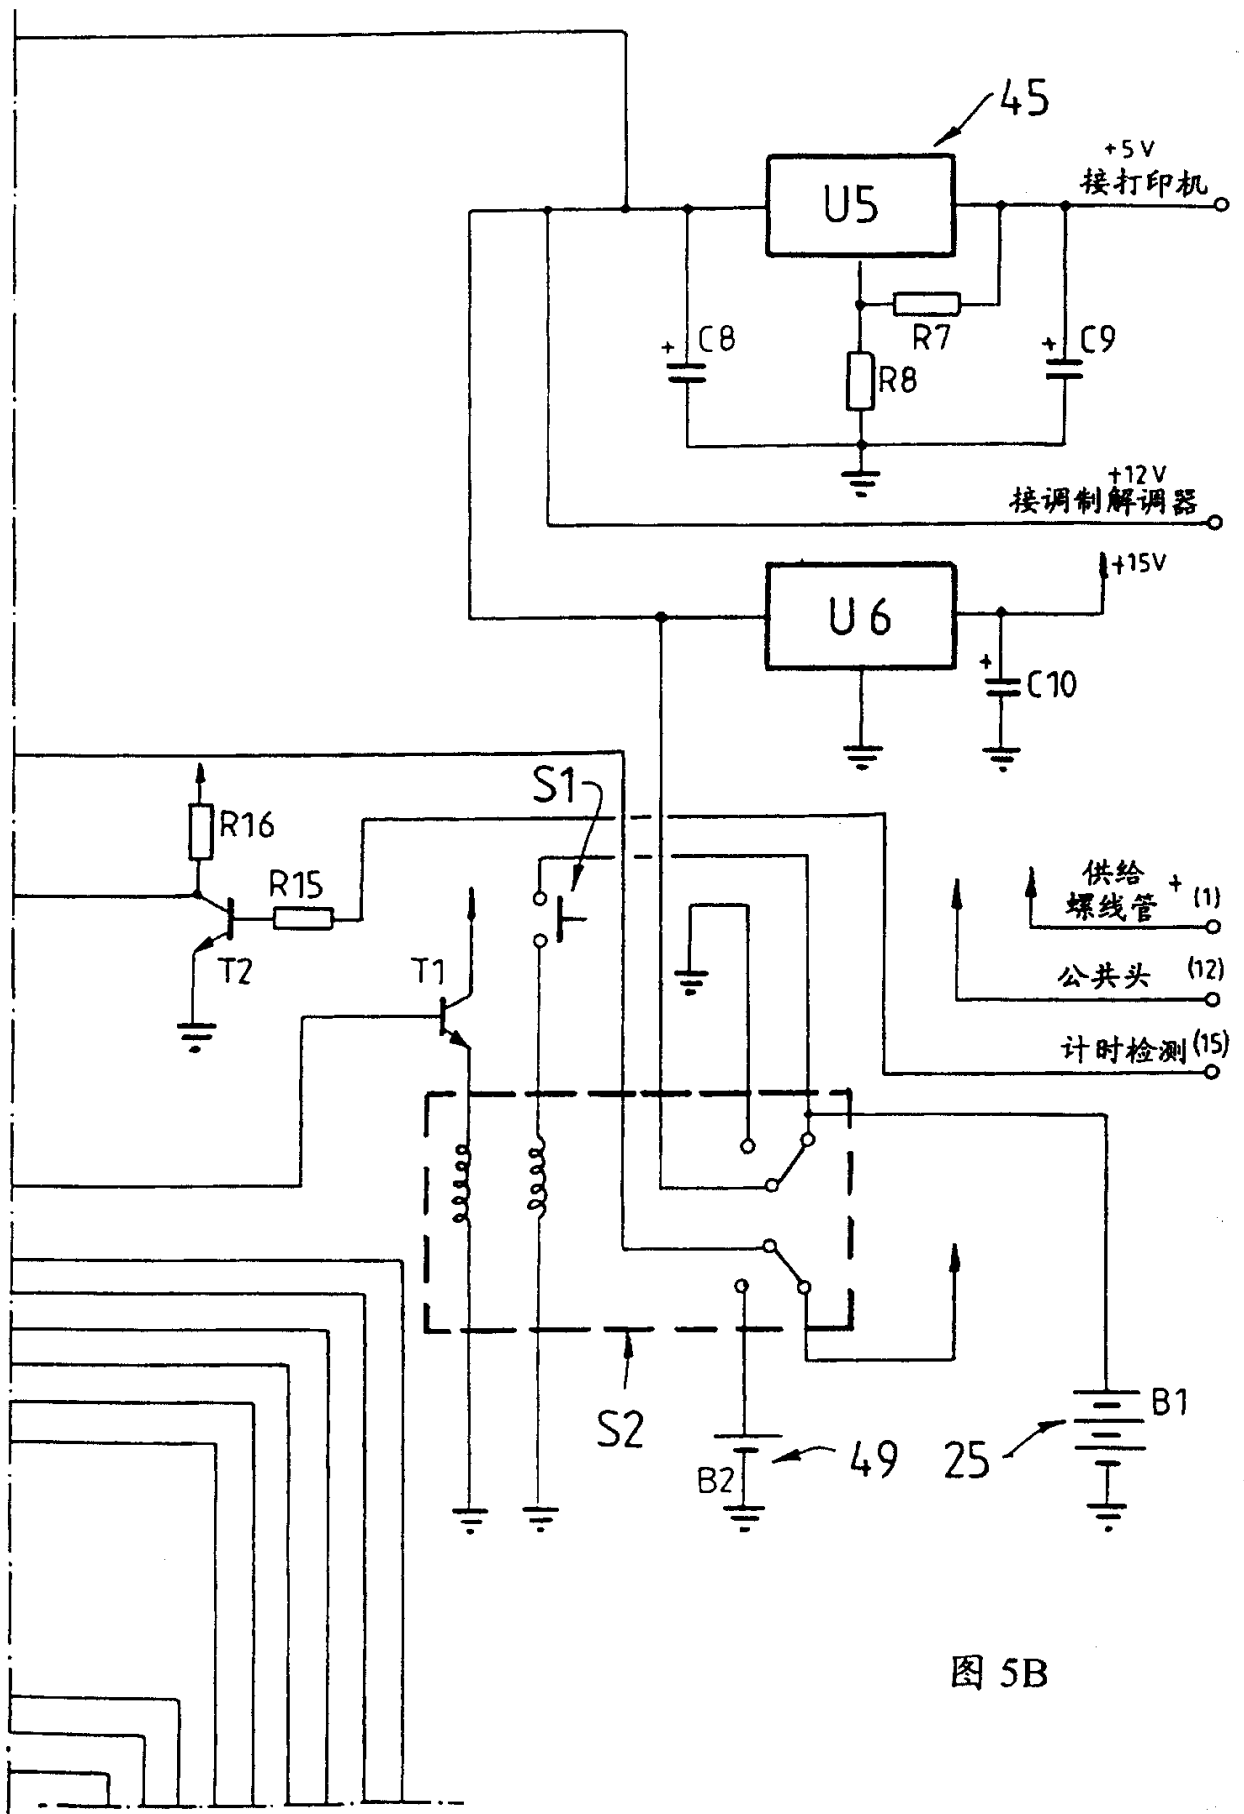 45
+5V
接打印机
U5
R7
C8
C9
R8
+12V
接调制解调器
+15V
U6
C10
S1
R16
R15
供给 + (1)
螺线管
T2
T1
公共头 (12)
计时检测 (15)
B1
S2
49
25
B2
图 5B